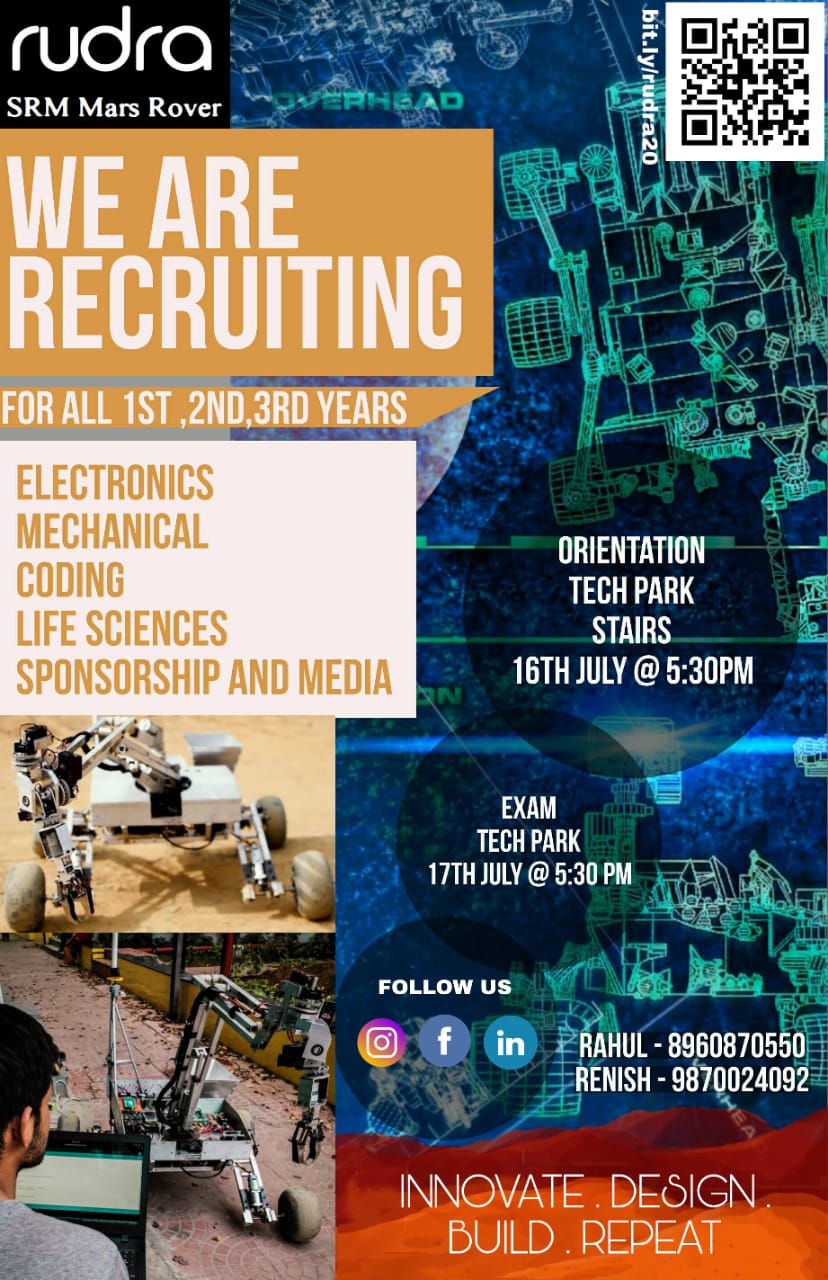 rudra
SRM Mars Rover
bit.ly/rudra20
OVERHEAD
WE ARE
RECRUITING
FOR ALL 1ST ,2ND,3RD YEARS
ELECTRONICS
MECHANICAL
CODING
LIFE SCIENCES
SPONSORSHIP AND MEDIA
ORIENTATION
TECH PARK
STAIRS
16TH JULY @ 5:30PM
EXAM
TECH PARK
17TH JULY @ 5:30 PM
FOLLOW US
RAHUL - 8960870550
RENISH - 9870024092
INNOVATE . DESIGN .
BUILD . REPEAT